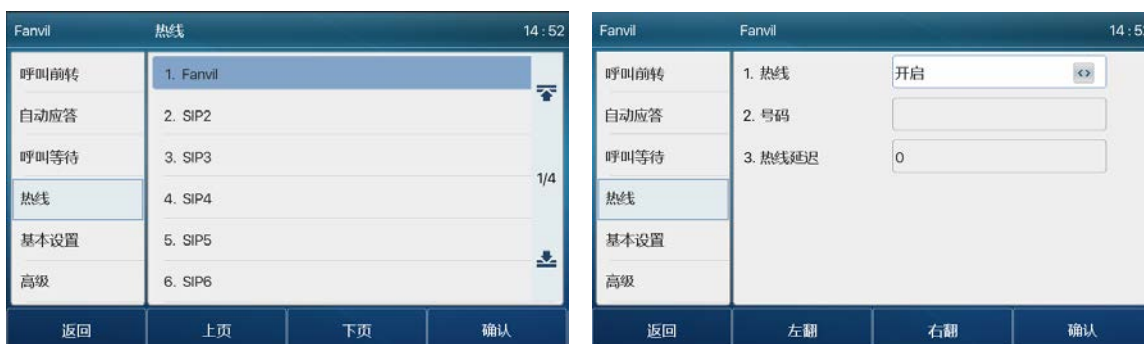 Fanvil 热线 14:52
呼叫前转
自动应答
呼叫等待
热线
基本设置
高级
1. Fanvil
2. SIP2
3. SIP3
4. SIP4
5. SIP5
6. SIP6
1/4
返回 上页 下页 确认
Fanvil Fanvil 14:5
呼叫前转
自动应答
呼叫等待
热线
基本设置
高级
1. 热线 开启
2. 号码
3. 热线延迟 0
返回 左翻 右翻 确认